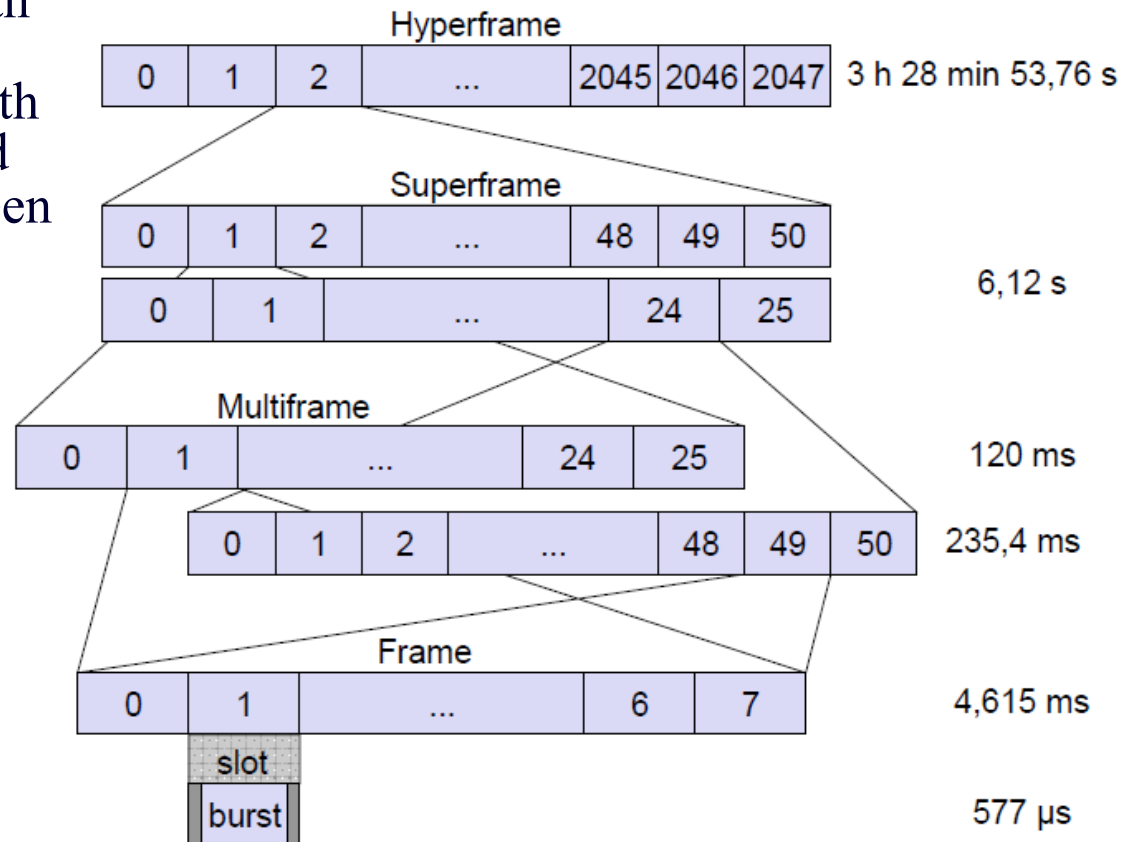 th
d
en
Hyperframe
0 1 2 ... 2045 2046 2047 3 h 28 min 53,76 s
Superframe
0 1 2 ... 48 49 50
6,12 s
0 1 ... 24 25
Multiframe
0 1 ... 24 25 120 ms
0 1 2 ... 48 49 50 235,4 ms
Frame
0 1 ... 6 7 4,615 ms
slot
burst 577 µs